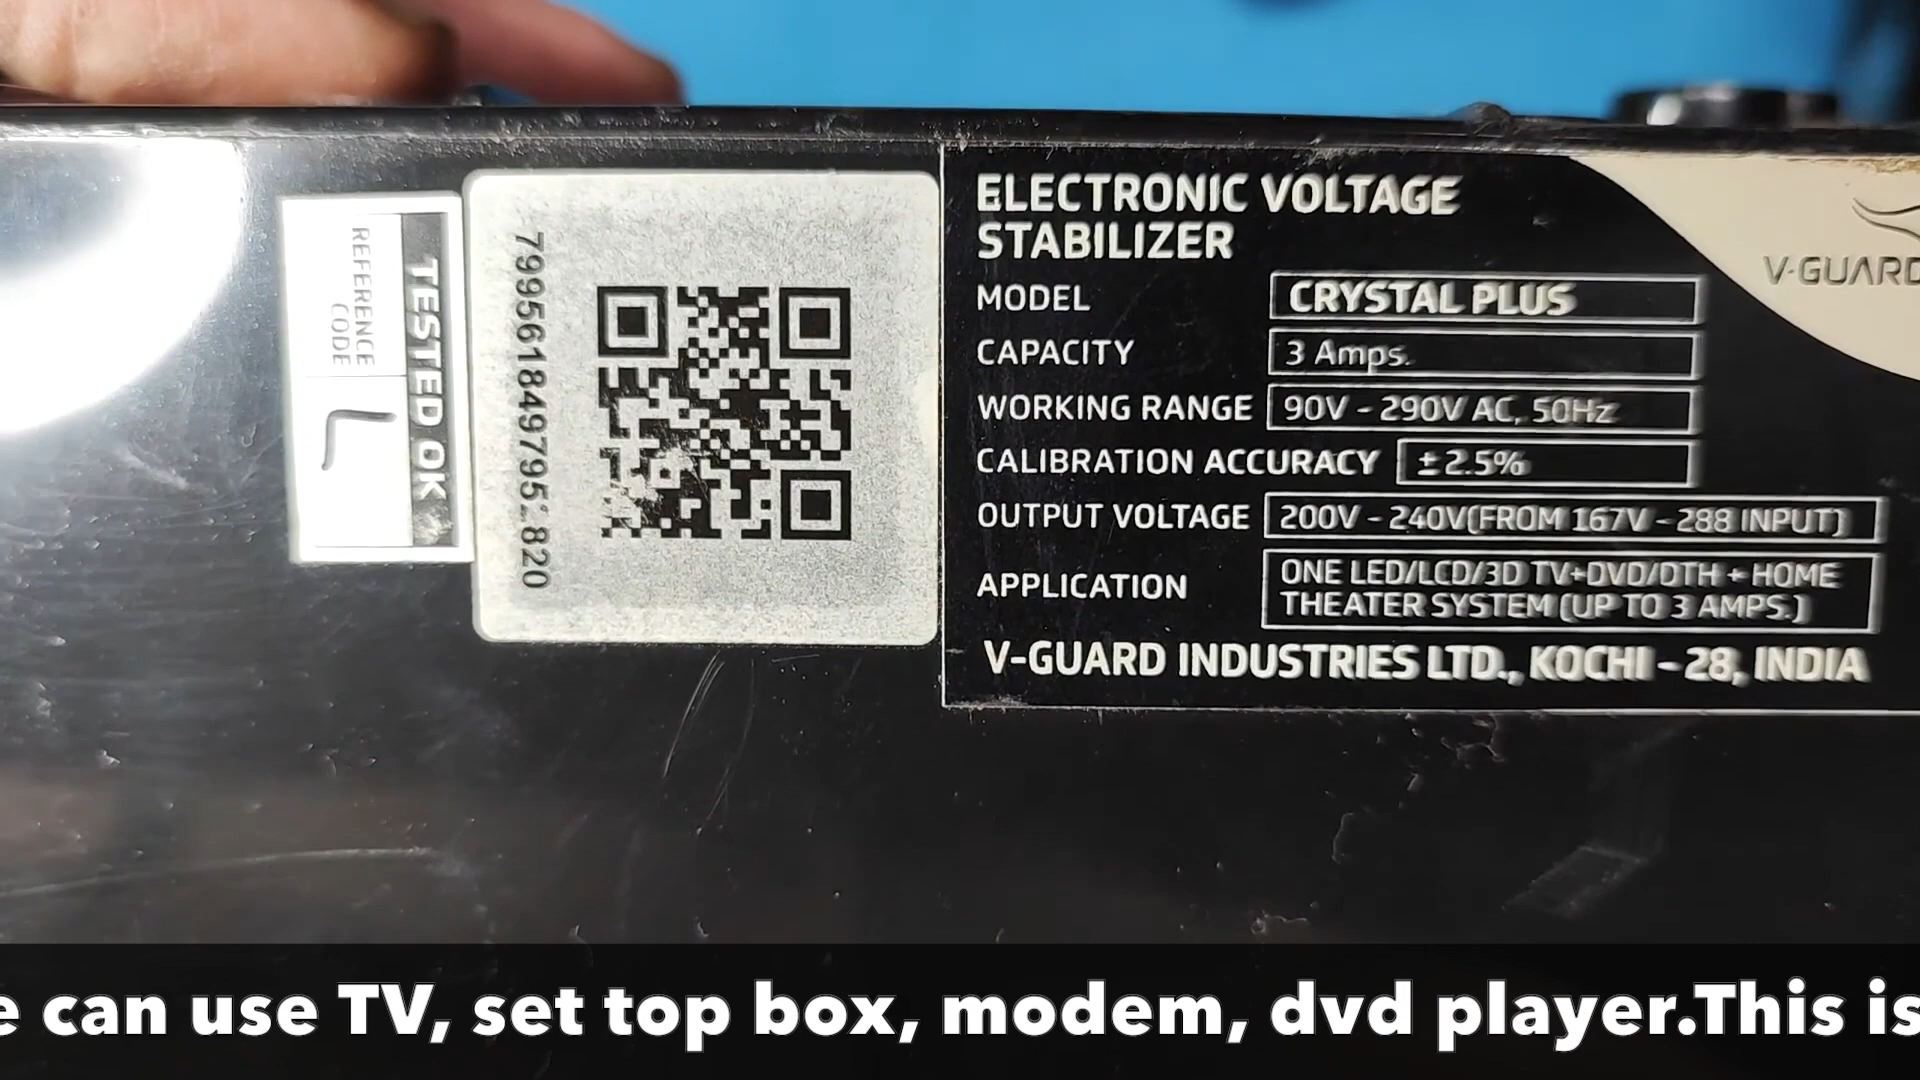 REFERENCE
CODE
TESTED OK
L
ELECTRONIC VOLTAGE
STABILIZER
V-GUARD
MODEL CRYSTAL PLUS
CAPACITY 3 Amps.
WORKING RANGE 90V - 290V AC, 50Hz
CALIBRATION ACCURACY ±2.5%
OUTPUT VOLTAGE 200V - 240V(FROM 167V - 288 INPUT)
APPLICATION ONE LED/LCD/3D TV+DVD/DTH + HOME
THEATER SYSTEM (UP TO 3 AMPS.)
V-GUARD INDUSTRIES LTD., KOCHI - 28, INDIA
can use TV, set top box, modem, dvd player.This is